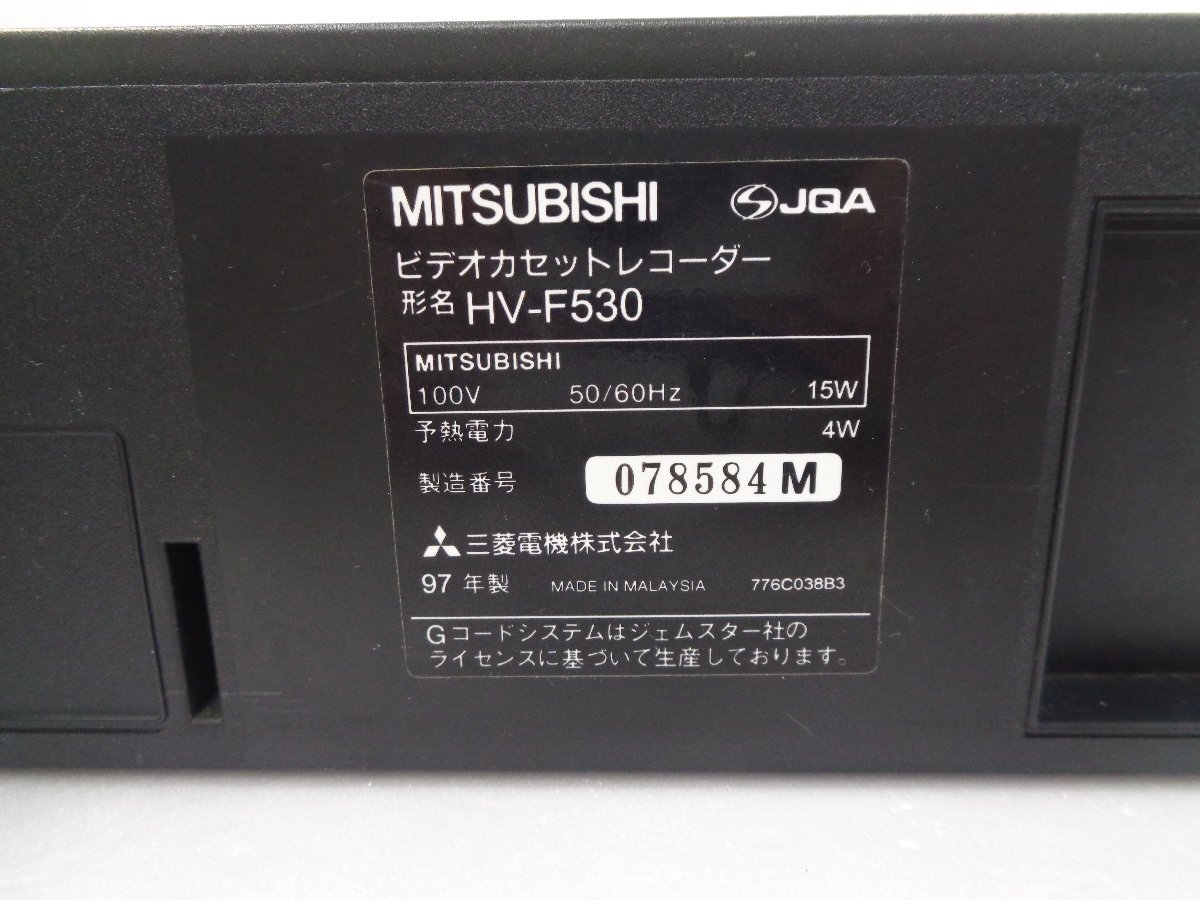 MITSUBISHI JQA
ビデオカセットレコーダー
形名 HV-F530
MITSUBISHI
100V 50/60Hz 15W
予熱電力 4W
製造番号 078584 M
三菱電機株式会社
97 年製 MADE IN MALAYSIA 776C038B3
Gコードシステムはジェムスター社の
ライセンスに基づいて生産しております。